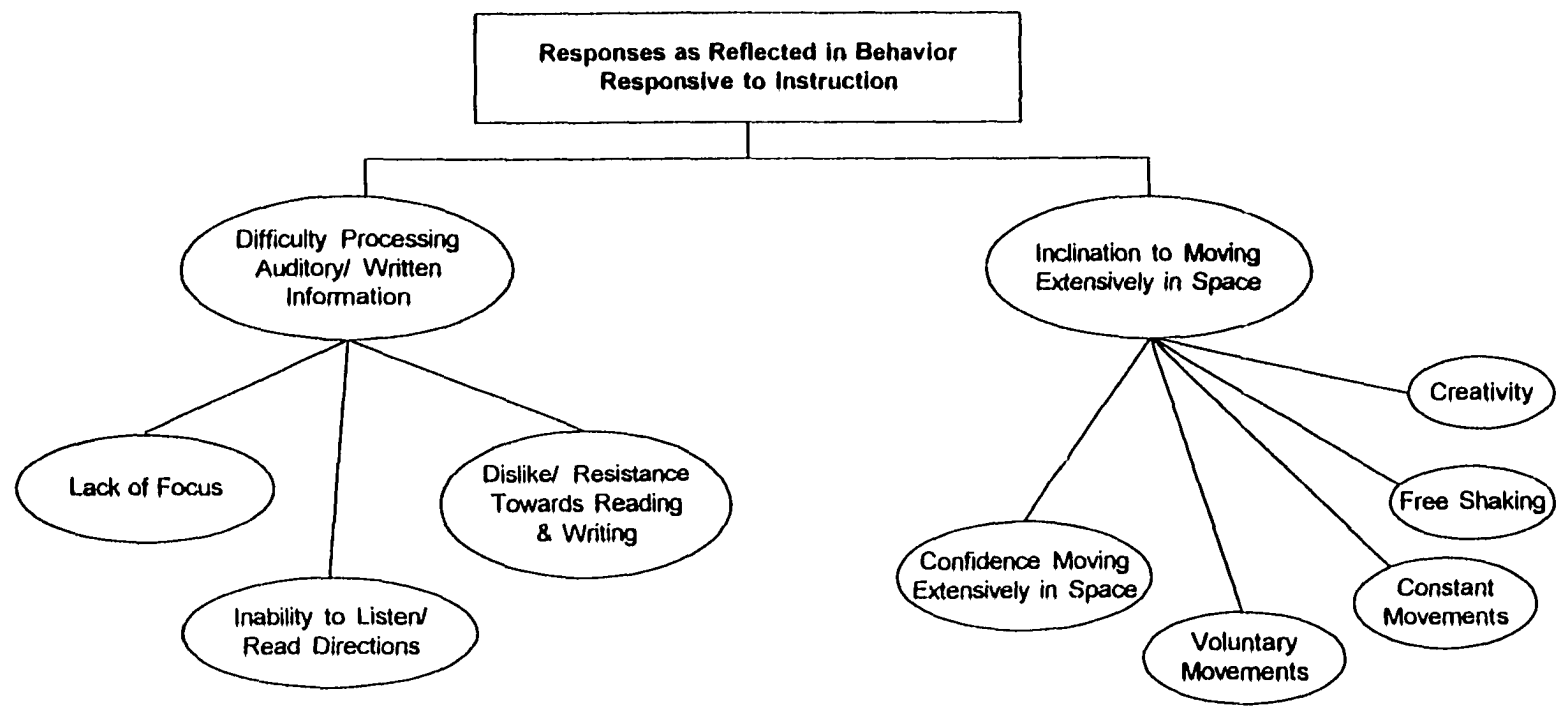 Responses as Reflected in Behavior
Responsive to Instruction
Difficulty Processing
Auditory/ Written
Information
Inclination to Moving
Extensively in Space
Lack of Focus
Inability to Listen/
Read Directions
Dislike/ Resistance
Towards Reading
& Writing
Confidence Moving
Extensively in Space
Voluntary
Movements
Constant
Movements
Free Shaking
Creativity